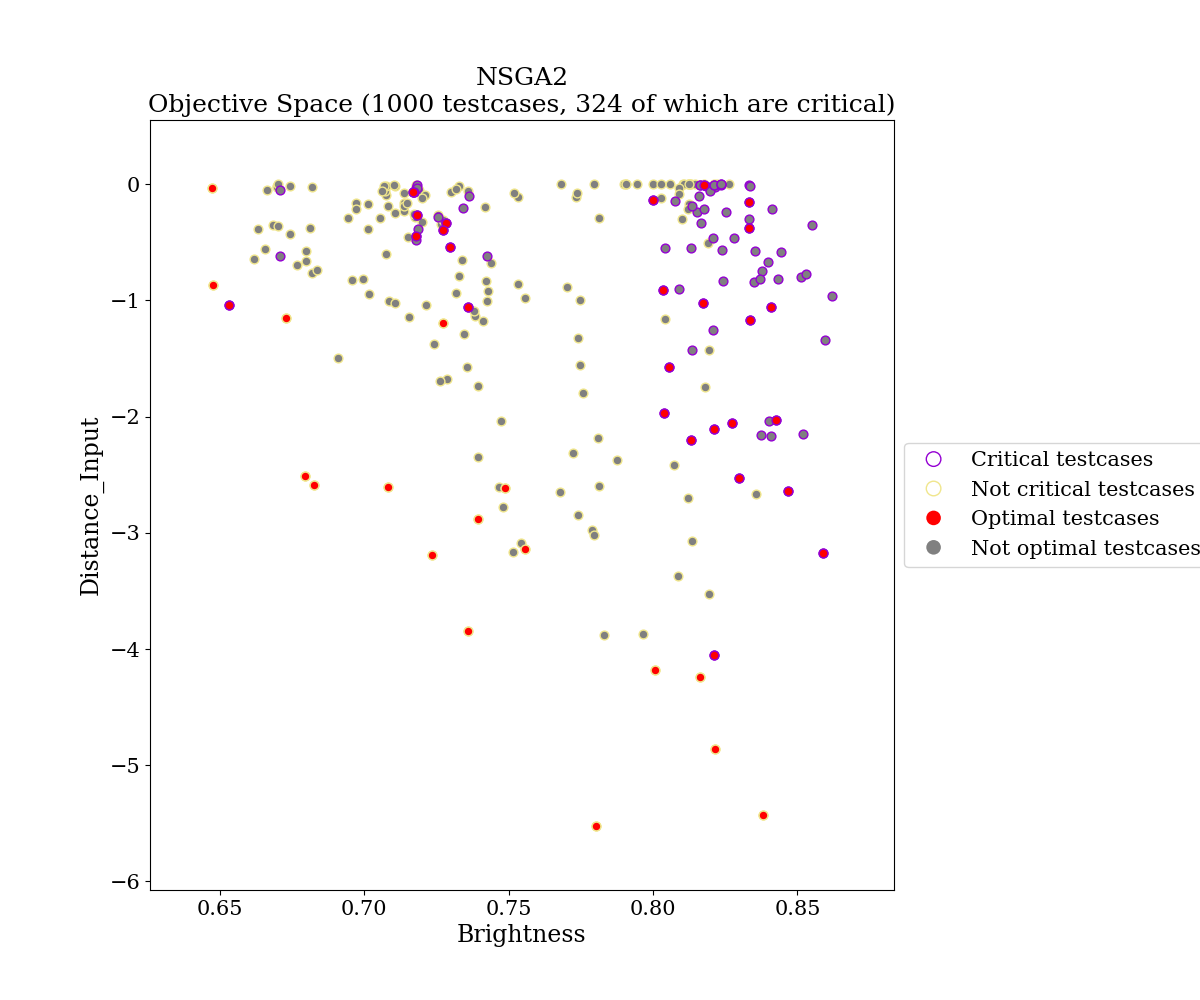 NSGA2
Objective Space (1000 testcases, 324 of which are critical)
0
−1
−2
−3
−4
−5
−6
Distance_Input
0.65 0.70 0.75 0.80 0.85
Brightness
Critical testcases
Not critical testcases
Optimal testcases
Not optimal testcases